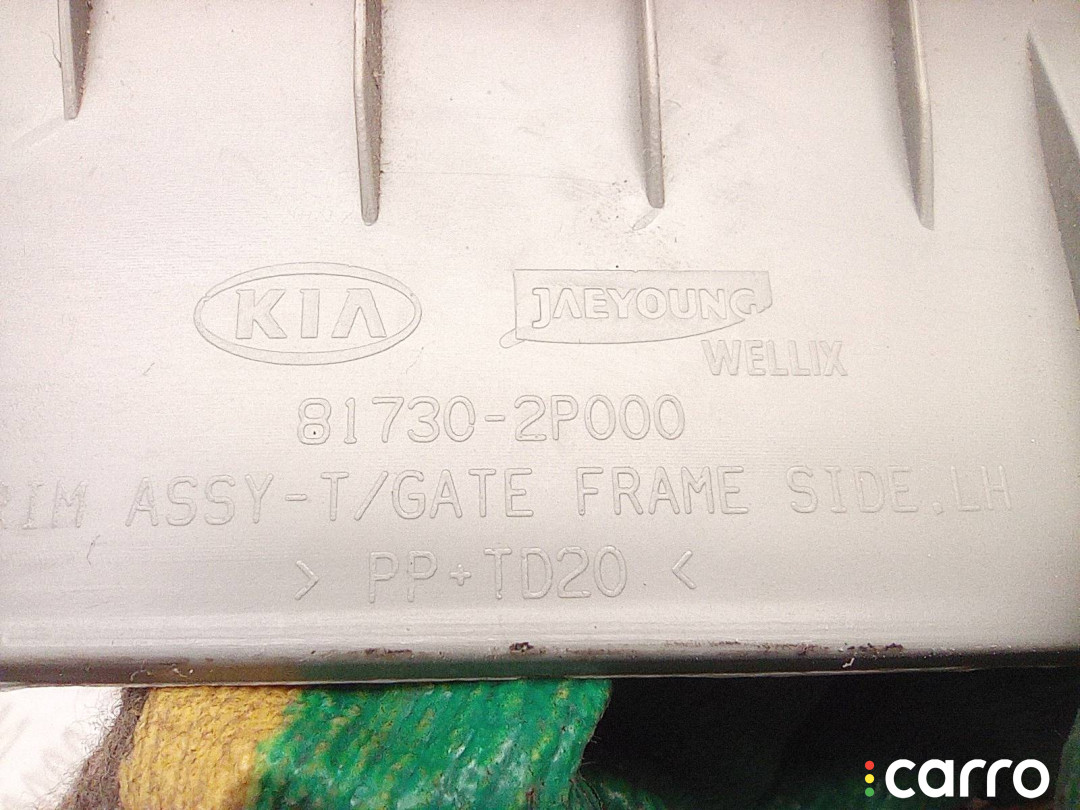 KIA JAEYOUNG
WELLIX
81730-2P000
RIM ASSY-T/GATE FRAME SIDE.LH
> PP+TD20 <
carro